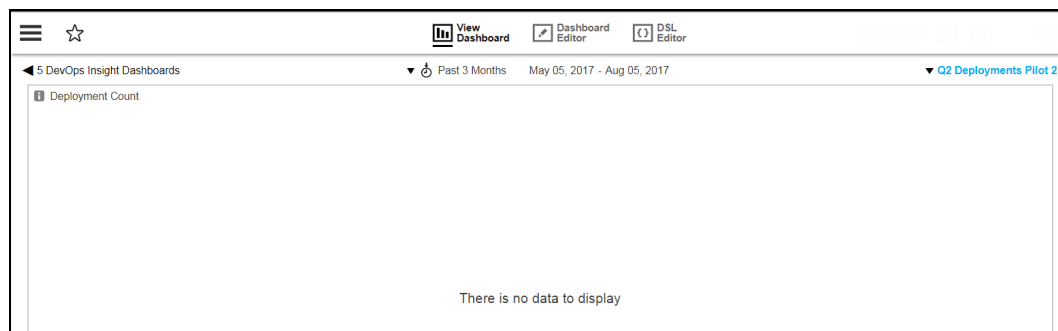 View Dashboard
Dashboard Editor
DSL Editor
5 DevOps Insight Dashboards
Past 3 Months
May 05, 2017 - Aug 05, 2017
Q2 Deployments Pilot 2
Deployment Count
There is no data to display